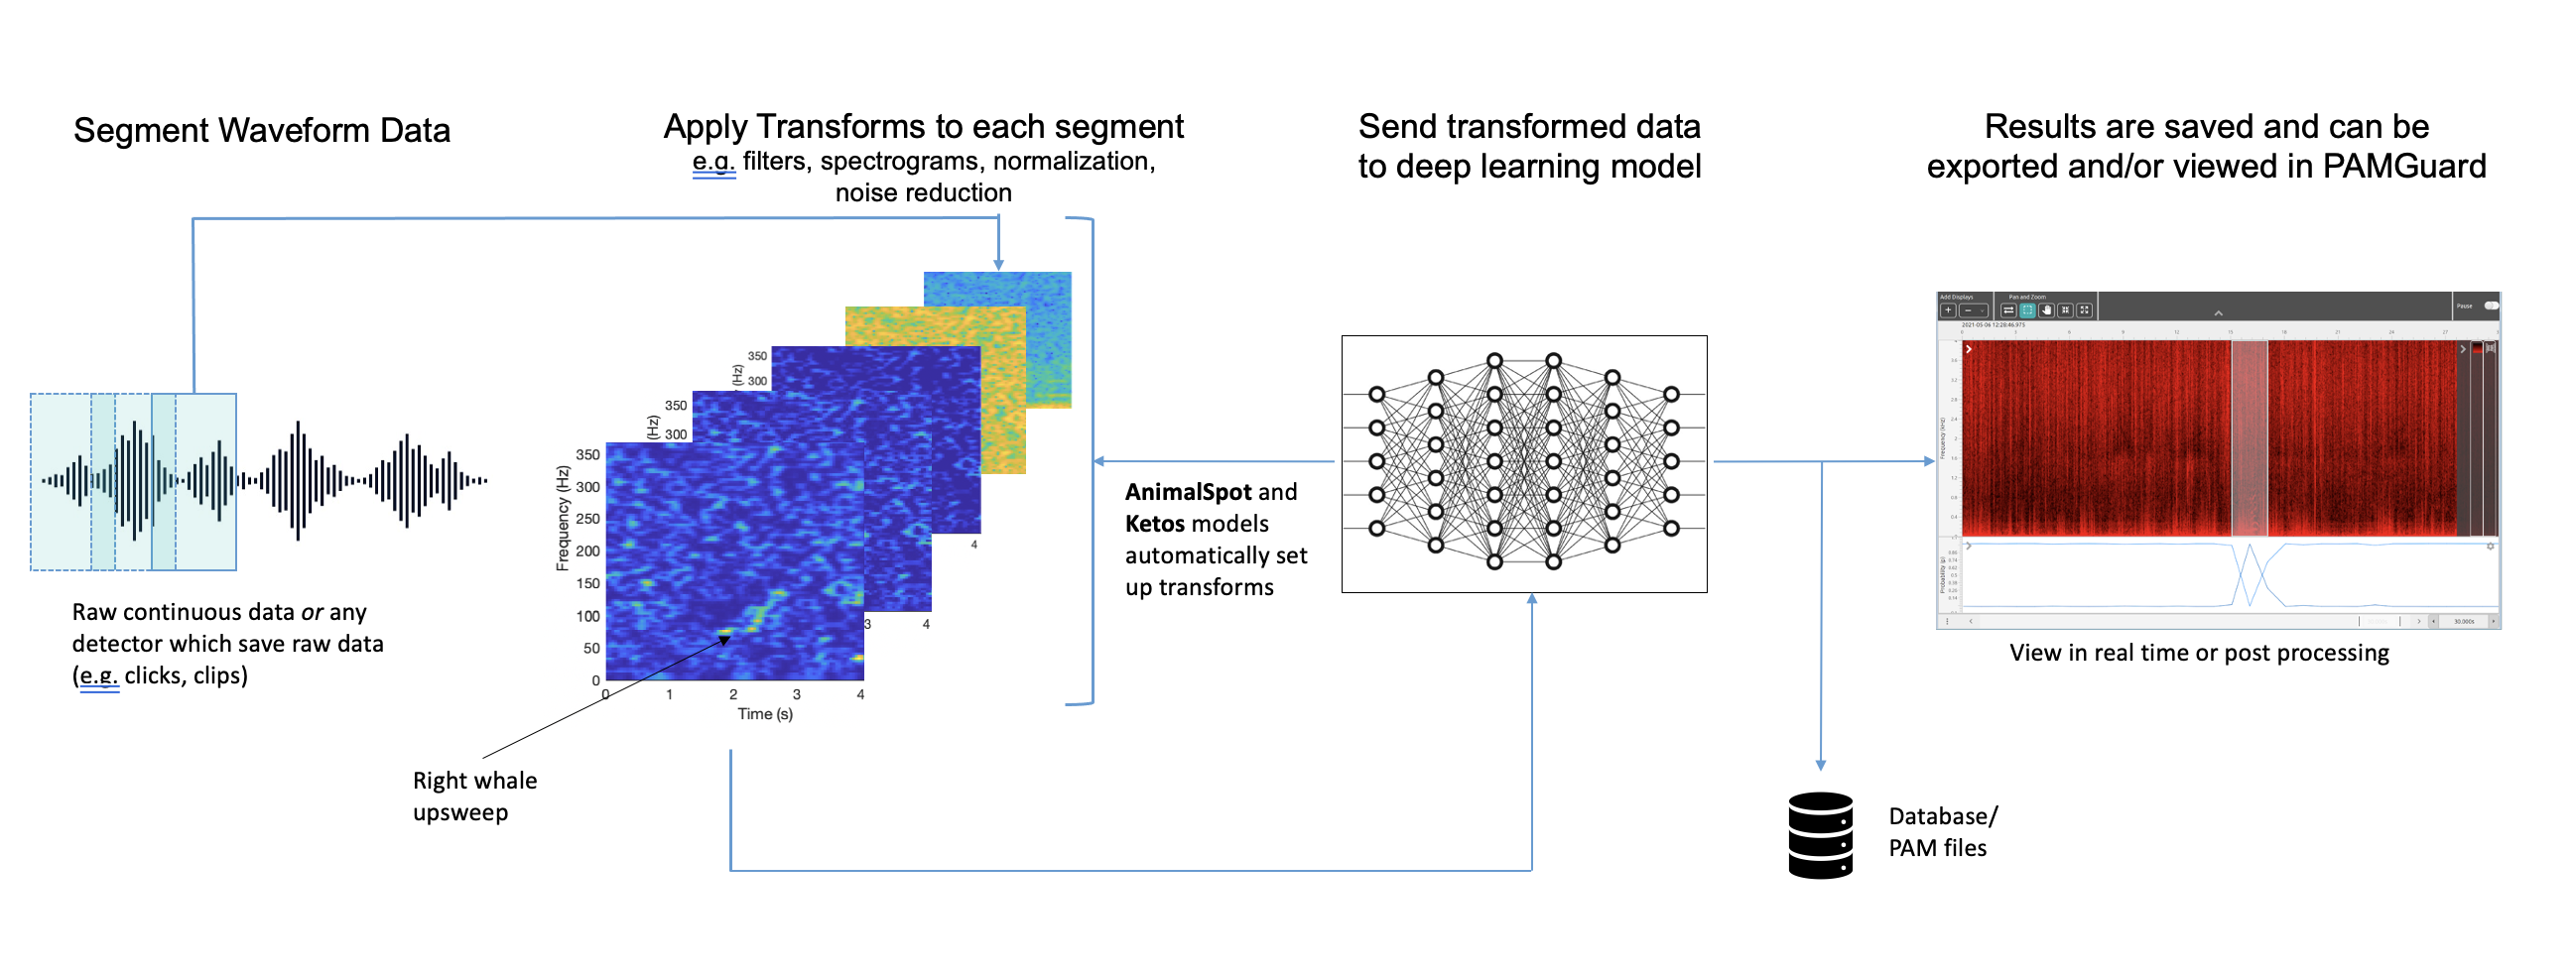 Segment Waveform Data
Raw continuous data or any
detector which save raw data
(e.g. clicks, clips)
Apply Transforms to each segment
e.g. filters, spectrograms, normalization,
noise reduction
350
(Hz)
300
350
(Hz)
300
4
3
4
Frequency (Hz)
350
300
250
200
150
100
50
0
0 1 2 3 4
Time (s)
Right whale
upsweep
AnimalSpot and
Ketos models
automatically set
up transforms
Send transformed data
to deep learning model
Results are saved and can be
exported and/or viewed in PAMGuard
Add Displays
Pan and Zoom
Pause
2021-05-06 12:28:46.975
Frequency (kHz)
Probability (p)
30.000s
View in real time or post processing
Database/
PAM files